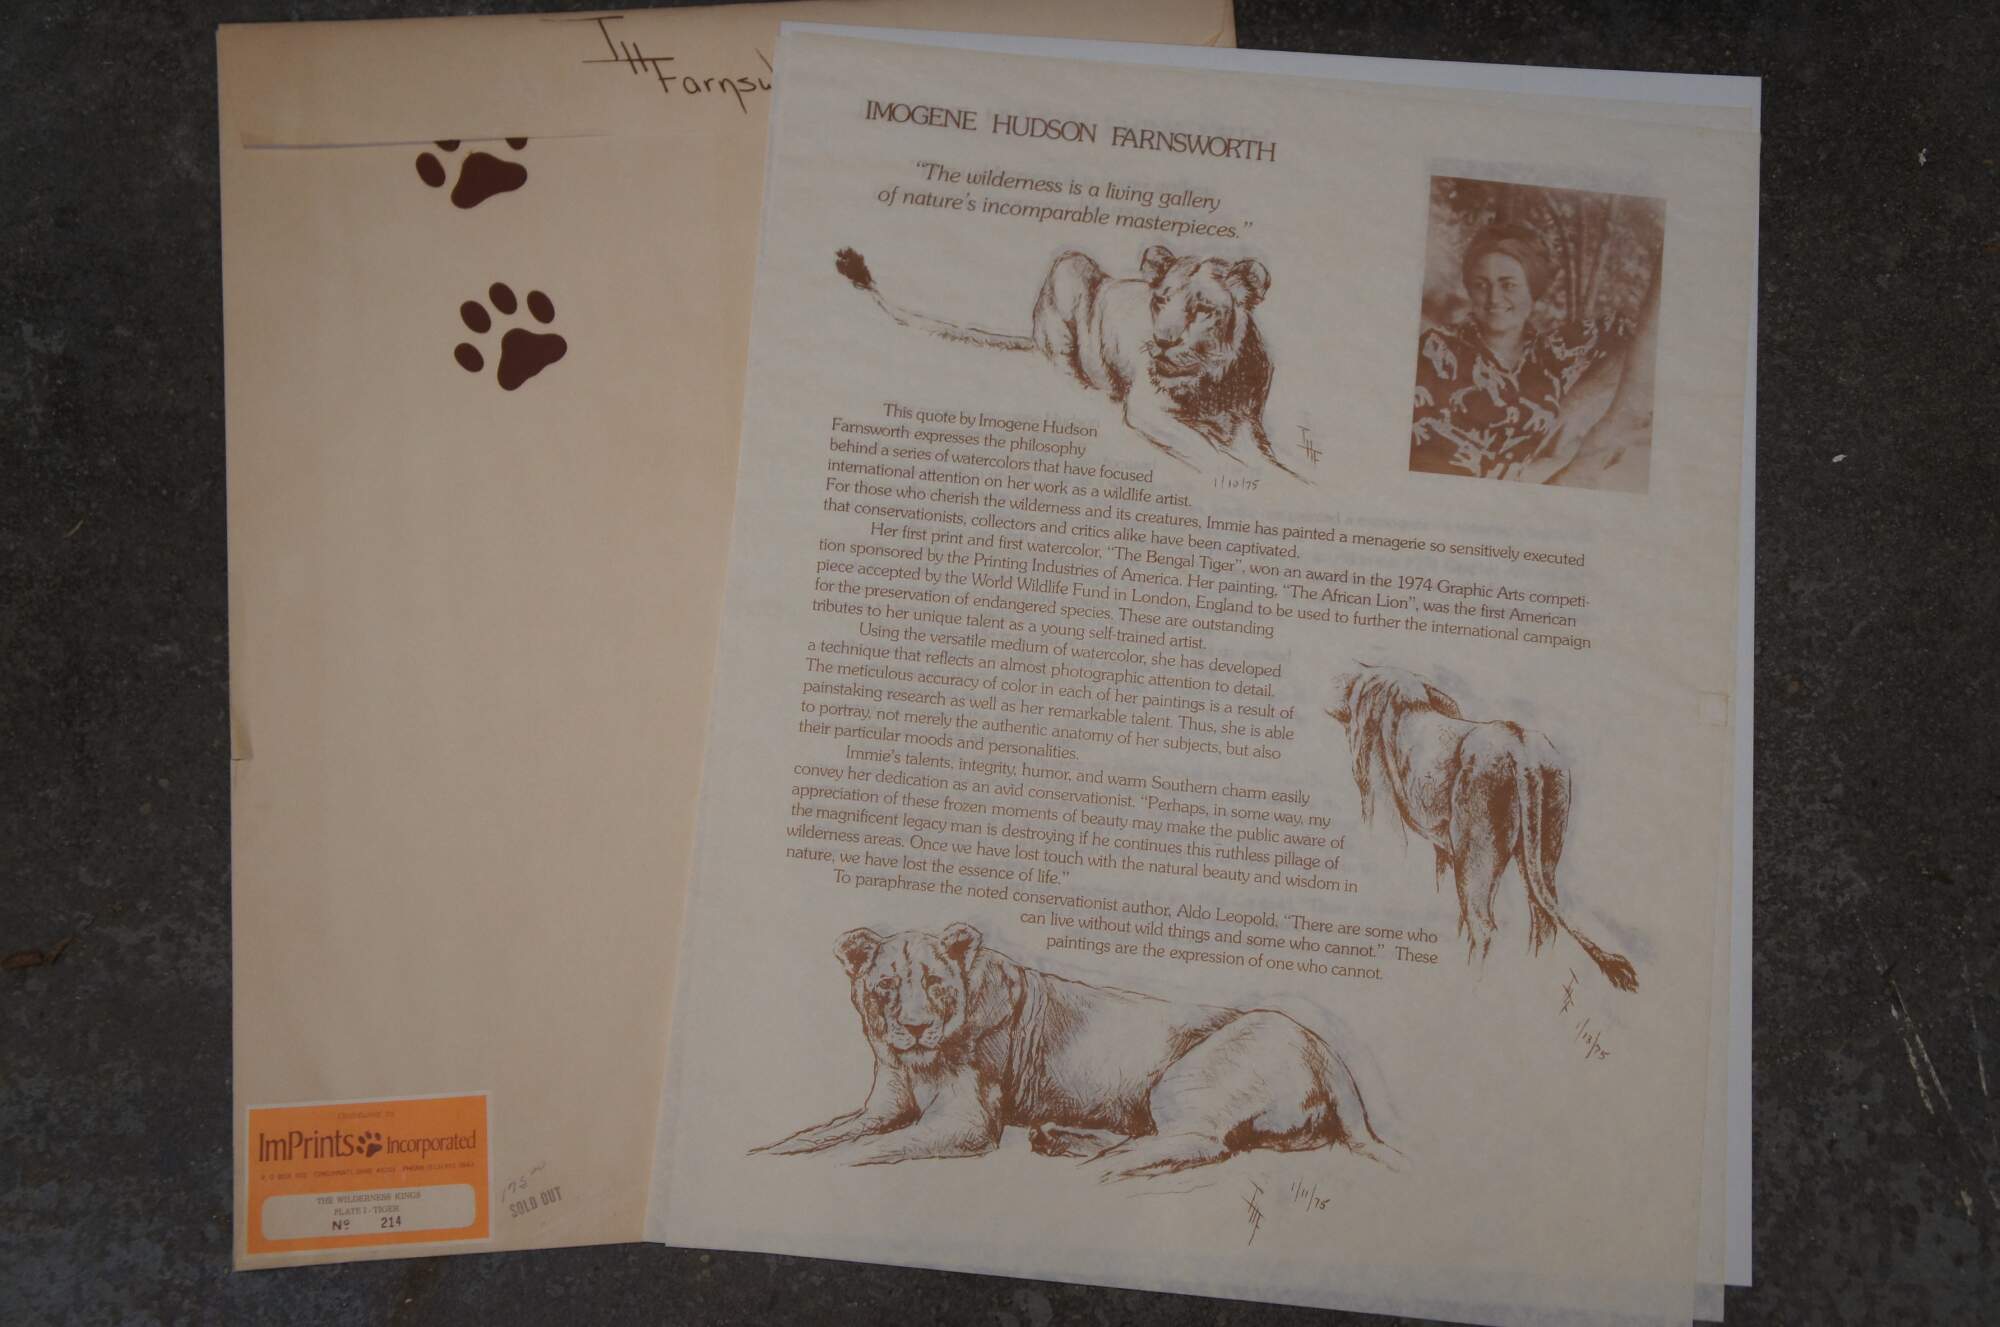 IHFarnsw
IMOGENE HUDSON FARNSWORTH
“The wilderness is a living gallery
of nature’s incomparable masterpieces.”
IHF
1/10/75
This quote by Imogene Hudson
Farnsworth expresses the philosophy
behind a series of watercolors that have focused
international attention on her work as a wildlife artist.
For those who cherish the wilderness and its creatures, Immie has painted a menagerie so sensitively executed
that conservationists, collectors and critics alike have been captivated.
Her first print and first watercolor, “The Bengal Tiger”, won an award in the 1974 Graphic Arts competi-
tion sponsored by the Printing Industries of America. Her painting, “The African Lion”, was the first American
piece accepted by the World Wildlife Fund in London, England to be used to further the international campaign
for the preservation of endangered species. These are outstanding
tributes to her unique talent as a young self-trained artist.
Using the versatile medium of watercolor, she has developed
a technique that reflects an almost photographic attention to detail.
The meticulous accuracy of color in each of her paintings is a result of
painstaking research as well as her remarkable talent. Thus, she is able
to portray, not merely the authentic anatomy of her subjects, but also
their particular moods and personalities.
Immie’s talents, integrity, humor, and warm Southern charm easily
convey her dedication as an avid conservationist. “Perhaps, in some way, my
appreciation of these frozen moments of beauty may make the public aware of
the magnificent legacy man is destroying if he continues this ruthless pillage of
wilderness areas. Once we have lost touch with the natural beauty and wisdom in
nature, we have lost the essence of life.”
To paraphrase the noted conservationist author, Aldo Leopold, “There are some who
can live without wild things and some who cannot.” These
paintings are the expression of one who cannot.
IHF
1/13/75
IHF
1/11/75
ImPrints Incorporated
THE WILDERNESS KINGS
PLATE I - TIGER
Nº 214
175
SOLD OUT